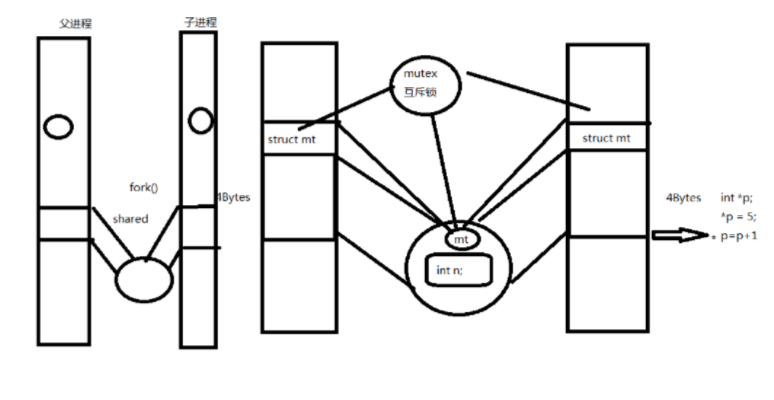 父进程
子进程
fork()
shared
4Bytes
struct mt
mutex
互斥锁
mt
int n;
struct mt
4Bytes
int *p;
*p = 5;
* p=p+1